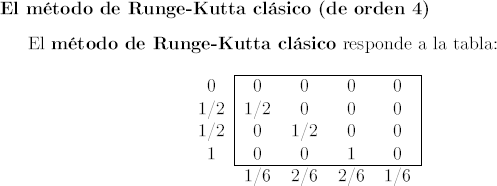 El método de Runge-Kutta clásico (de orden 4)
El método de Runge-Kutta clásico responde a la tabla:
0 0 0 0 0
1/2 1/2 0 0 0
1/2 0 1/2 0 0
1 0 0 1 0
1/6 2/6 2/6 1/6